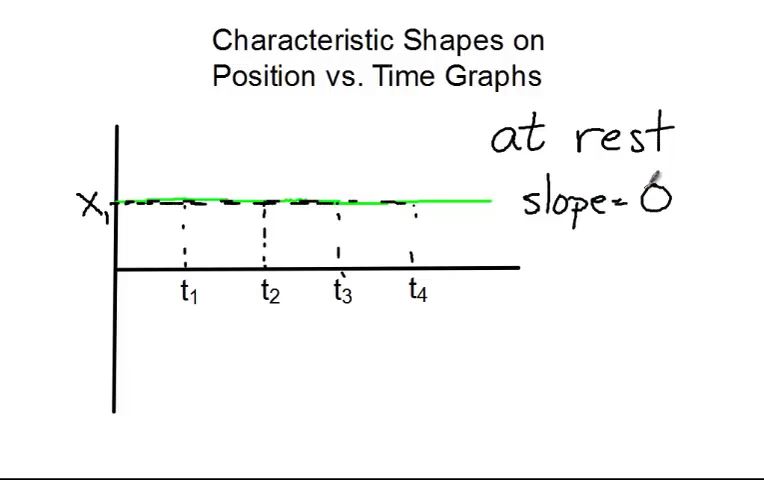 Characteristic Shapes on
Position vs. Time Graphs
at rest
slope= 0
X₁
t₁ t₂ t₃ t₄